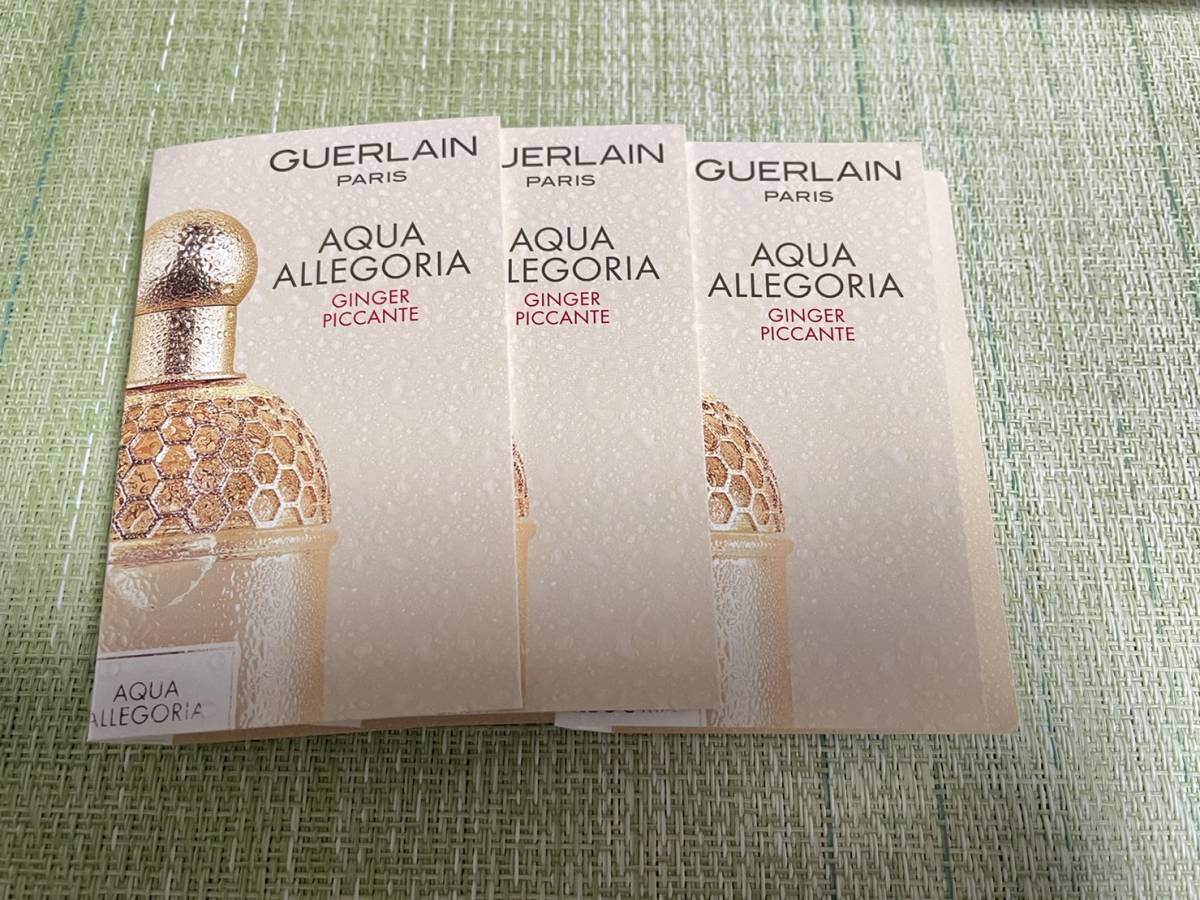 GUERLAIN
PARIS
AQUA
ALLEGORIA
GINGER
PICCANTE
AQUA
ALLEGORIA
UERLAIN
PARIS
AQUA
LEGORIA
GINGER
PICCANTE
GUERLAIN
PARIS
AQUA
ALLEGORIA
GINGER
PICCANTE